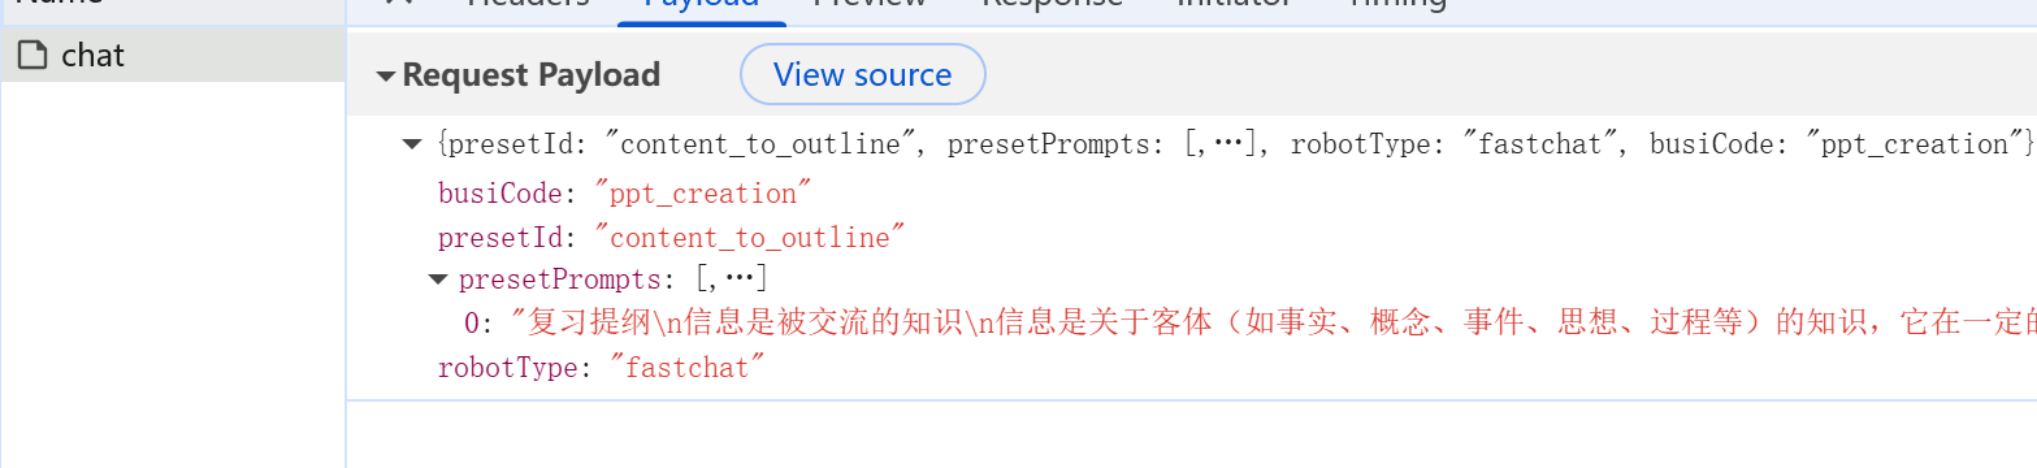 Name
Headers Payload Preview Response Initiator Timing
chat
Request Payload View source
{presetId: "content_to_outline", presetPrompts: [,…], robotType: "fastchat", busiCode: "ppt_creation"}
busiCode: "ppt_creation"
presetId: "content_to_outline"
presetPrompts: [,…]
0: "复习提纲\n信息是被交流的知识\n信息是关于客体（如事实、概念、事件、思想、过程等）的知识，它在一定的
robotType: "fastchat"